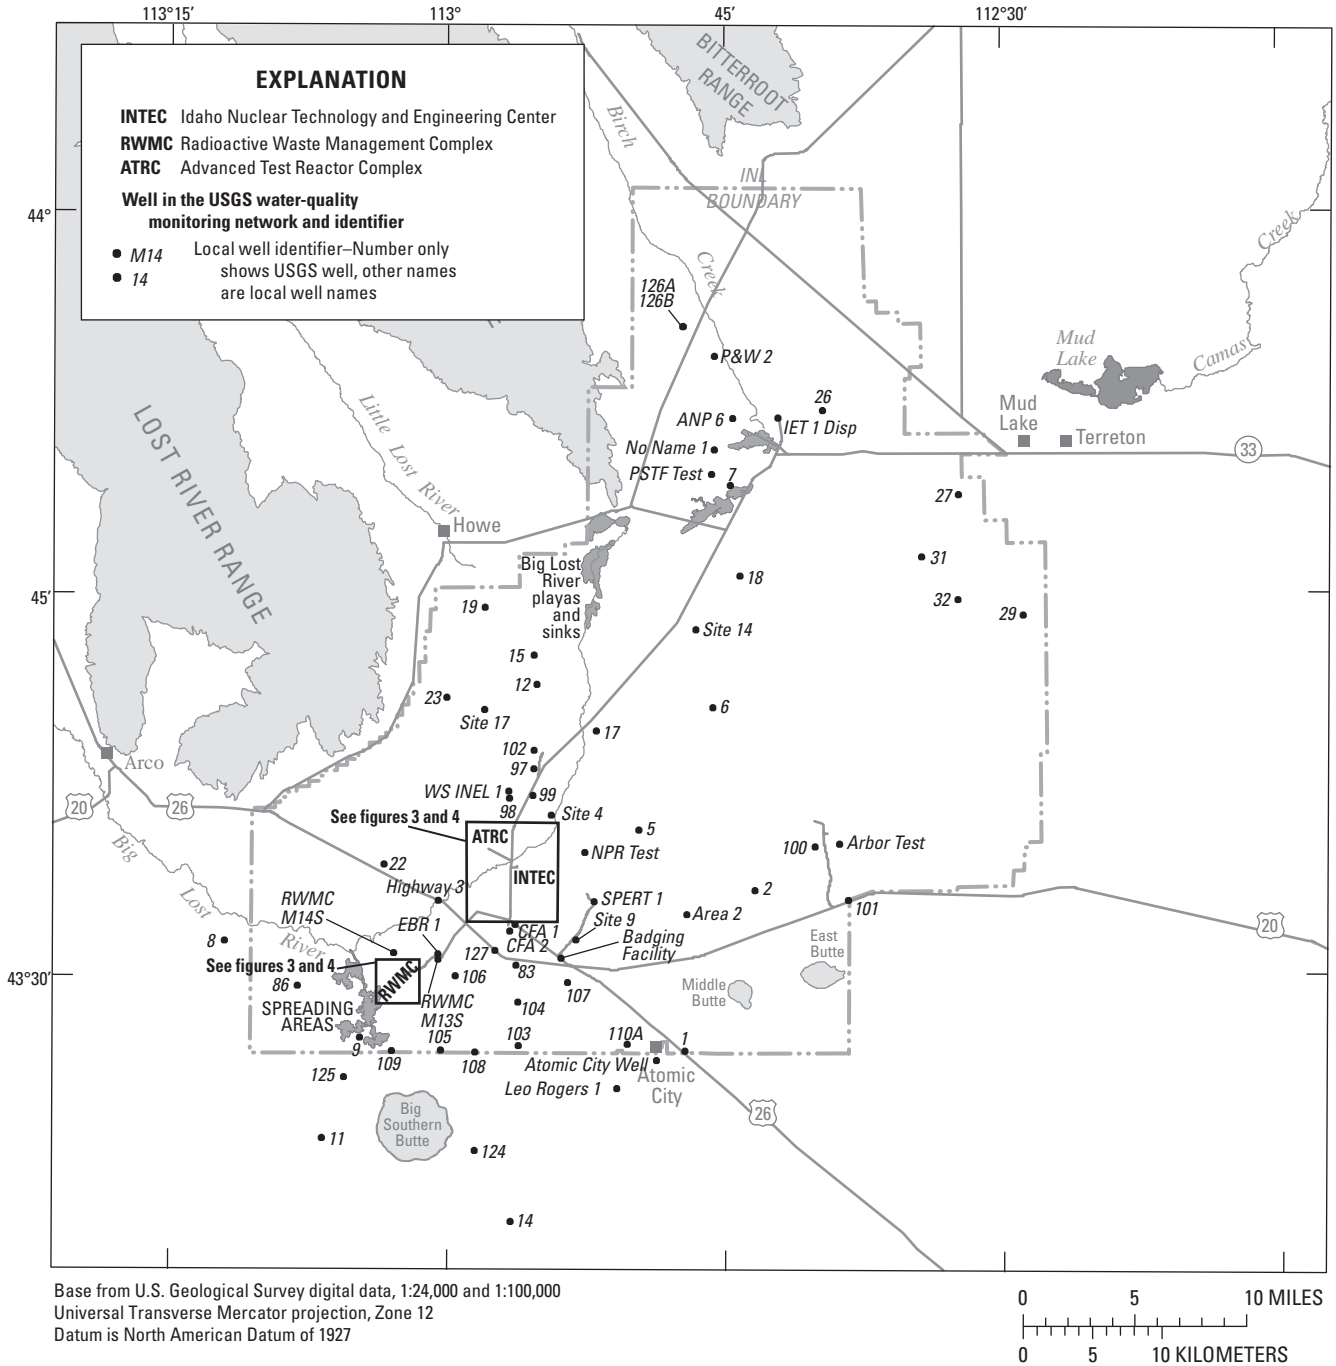 113°15'
113°
45'
112°30'
EXPLANATION
INTEC Idaho Nuclear Technology and Engineering Center
RWMC Radioactive Waste Management Complex
ATRC Advanced Test Reactor Complex
Well in the USGS water-quality
monitoring network and identifier
M14
14
Local well identifier–Number only
shows USGS well, other names
are local well names
BITTERROOT
RANGE
Birch
Creek
INL
BOUNDARY
44°
Creek
Camas
Mud
Lake
Mud
Lake
Terreton
33
126A
126B
P&W 2
26
ANP 6
IET 1 Disp
No Name 1
PSTF Test
7
27
LOST RIVER RANGE
Little Lost River
Howe
Big Lost
River
playas
and
sinks
18
31
32
29
45'
19
Site 14
15
12
23
Site 17
6
17
102
97
Arco
20
26
WS INEL 1
99
98
Site 4
See figures 3 and 4
ATRC
INTEC
5
NPR Test
100
Arbor Test
22
Highway 3
2
SPERT 1
Area 2
101
Site 9
Big
Lost
River
RWMC
M14S
EBR 1
CFA 1
CFA 2
Badging
Facility
20
8
See figures 3 and 4
127
83
East
Butte
43°30'
86
RWMC
106
107
Middle
Butte
SPREADING
AREAS
RWMC
M13S
104
105
103
110A
1
9
109
108
Atomic City Well
Atomic
City
125
Leo Rogers 1
Big
Southern
Butte
26
11
124
14
Base from U.S. Geological Survey digital data, 1:24,000 and 1:100,000
Universal Transverse Mercator projection, Zone 12
Datum is North American Datum of 1927
0 5 10 MILES
0 5 10 KILOMETERS